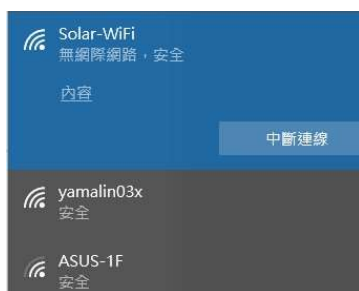 Solar-WiFi
無網際網路，安全
內容
中斷連線
yamalin03x
安全
ASUS-1F
安全